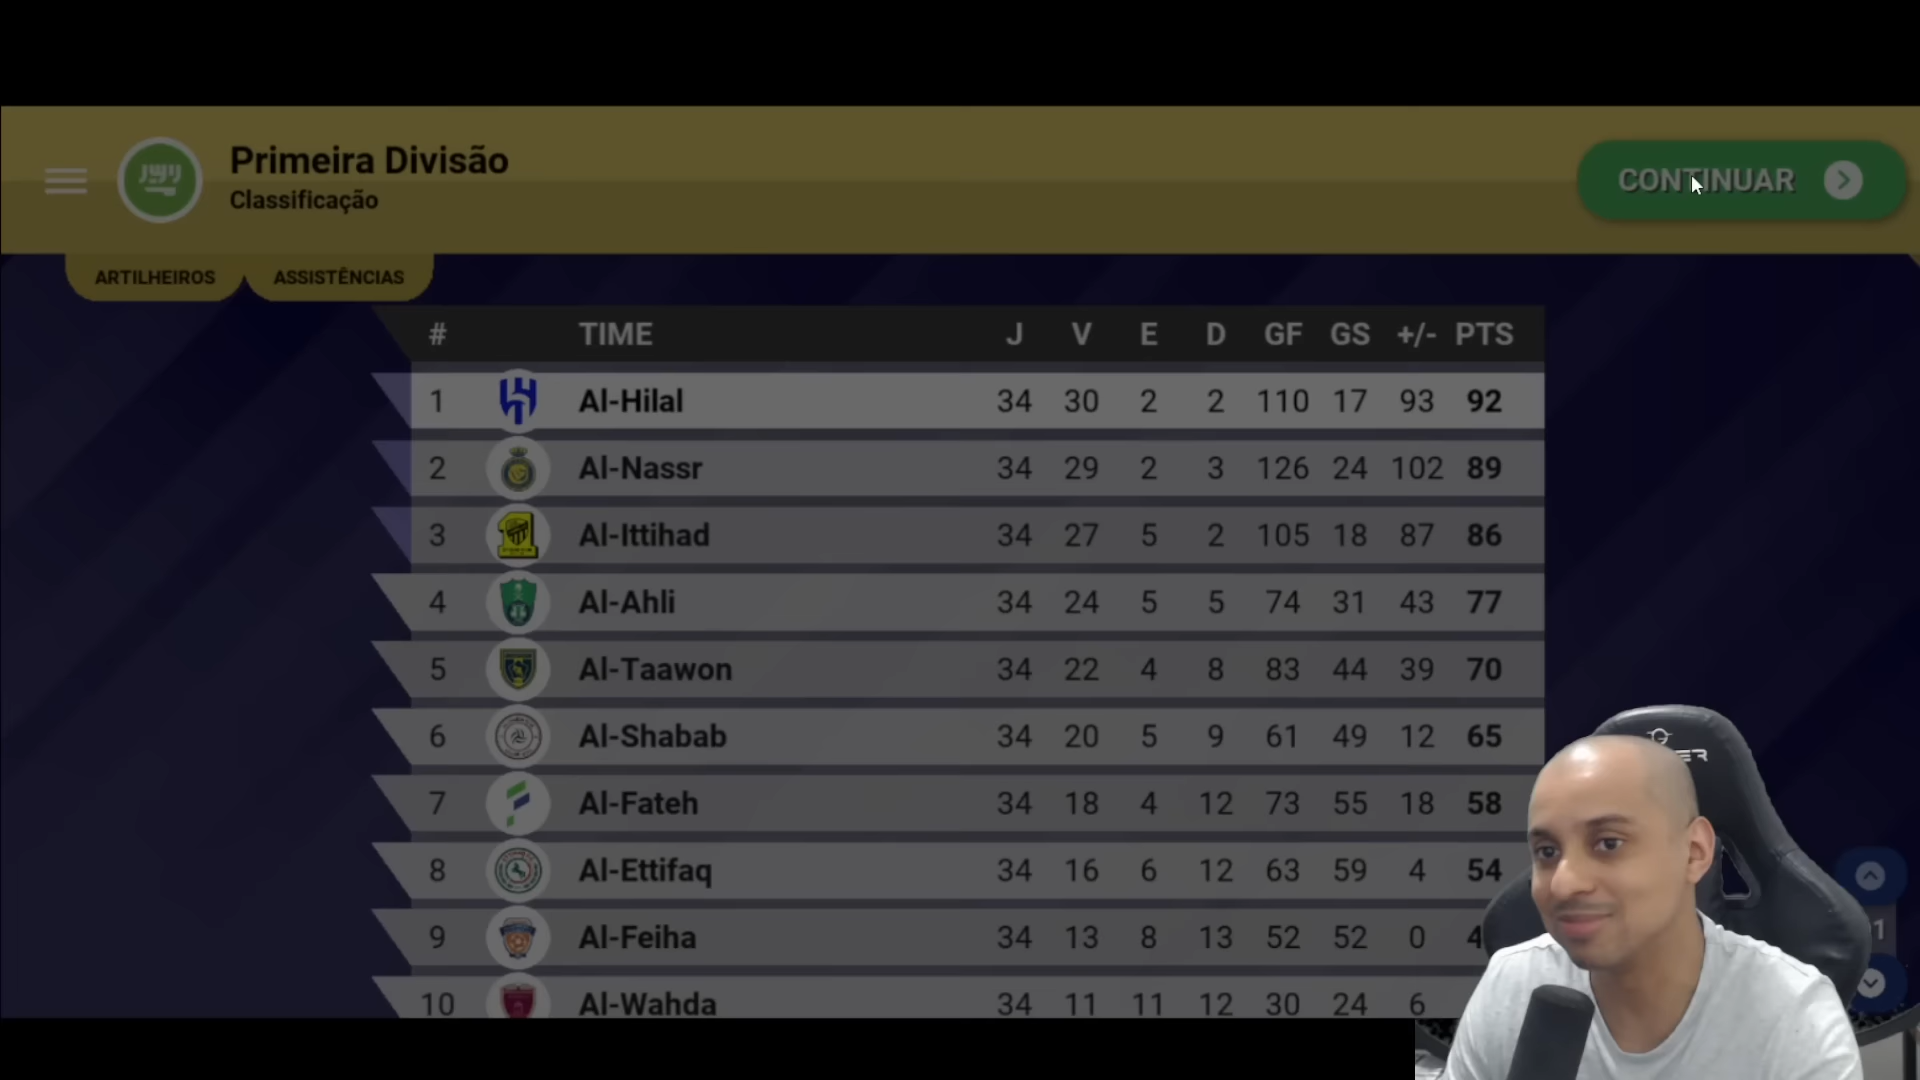 Primeira Divisão
Classificação
CONTINUAR
ARTILHEIROS ASSISTÊNCIAS
# TIME J V E D GF GS +/- PTS
1 Al-Hilal 34 30 2 2 110 17 93 92
2 Al-Nassr 34 29 2 3 126 24 102 89
3 Al-Ittihad 34 27 5 2 105 18 87 86
4 Al-Ahli 34 24 5 5 74 31 43 77
5 Al-Taawon 34 22 4 8 83 44 39 70
6 Al-Shabab 34 20 5 9 61 49 12 65
7 Al-Fateh 34 18 4 12 73 55 18 58
8 Al-Ettifaq 34 16 6 12 63 59 4 54
9 Al-Feiha 34 13 8 13 52 52 0 4
10 Al-Wahda 34 11 11 12 30 24 6
1